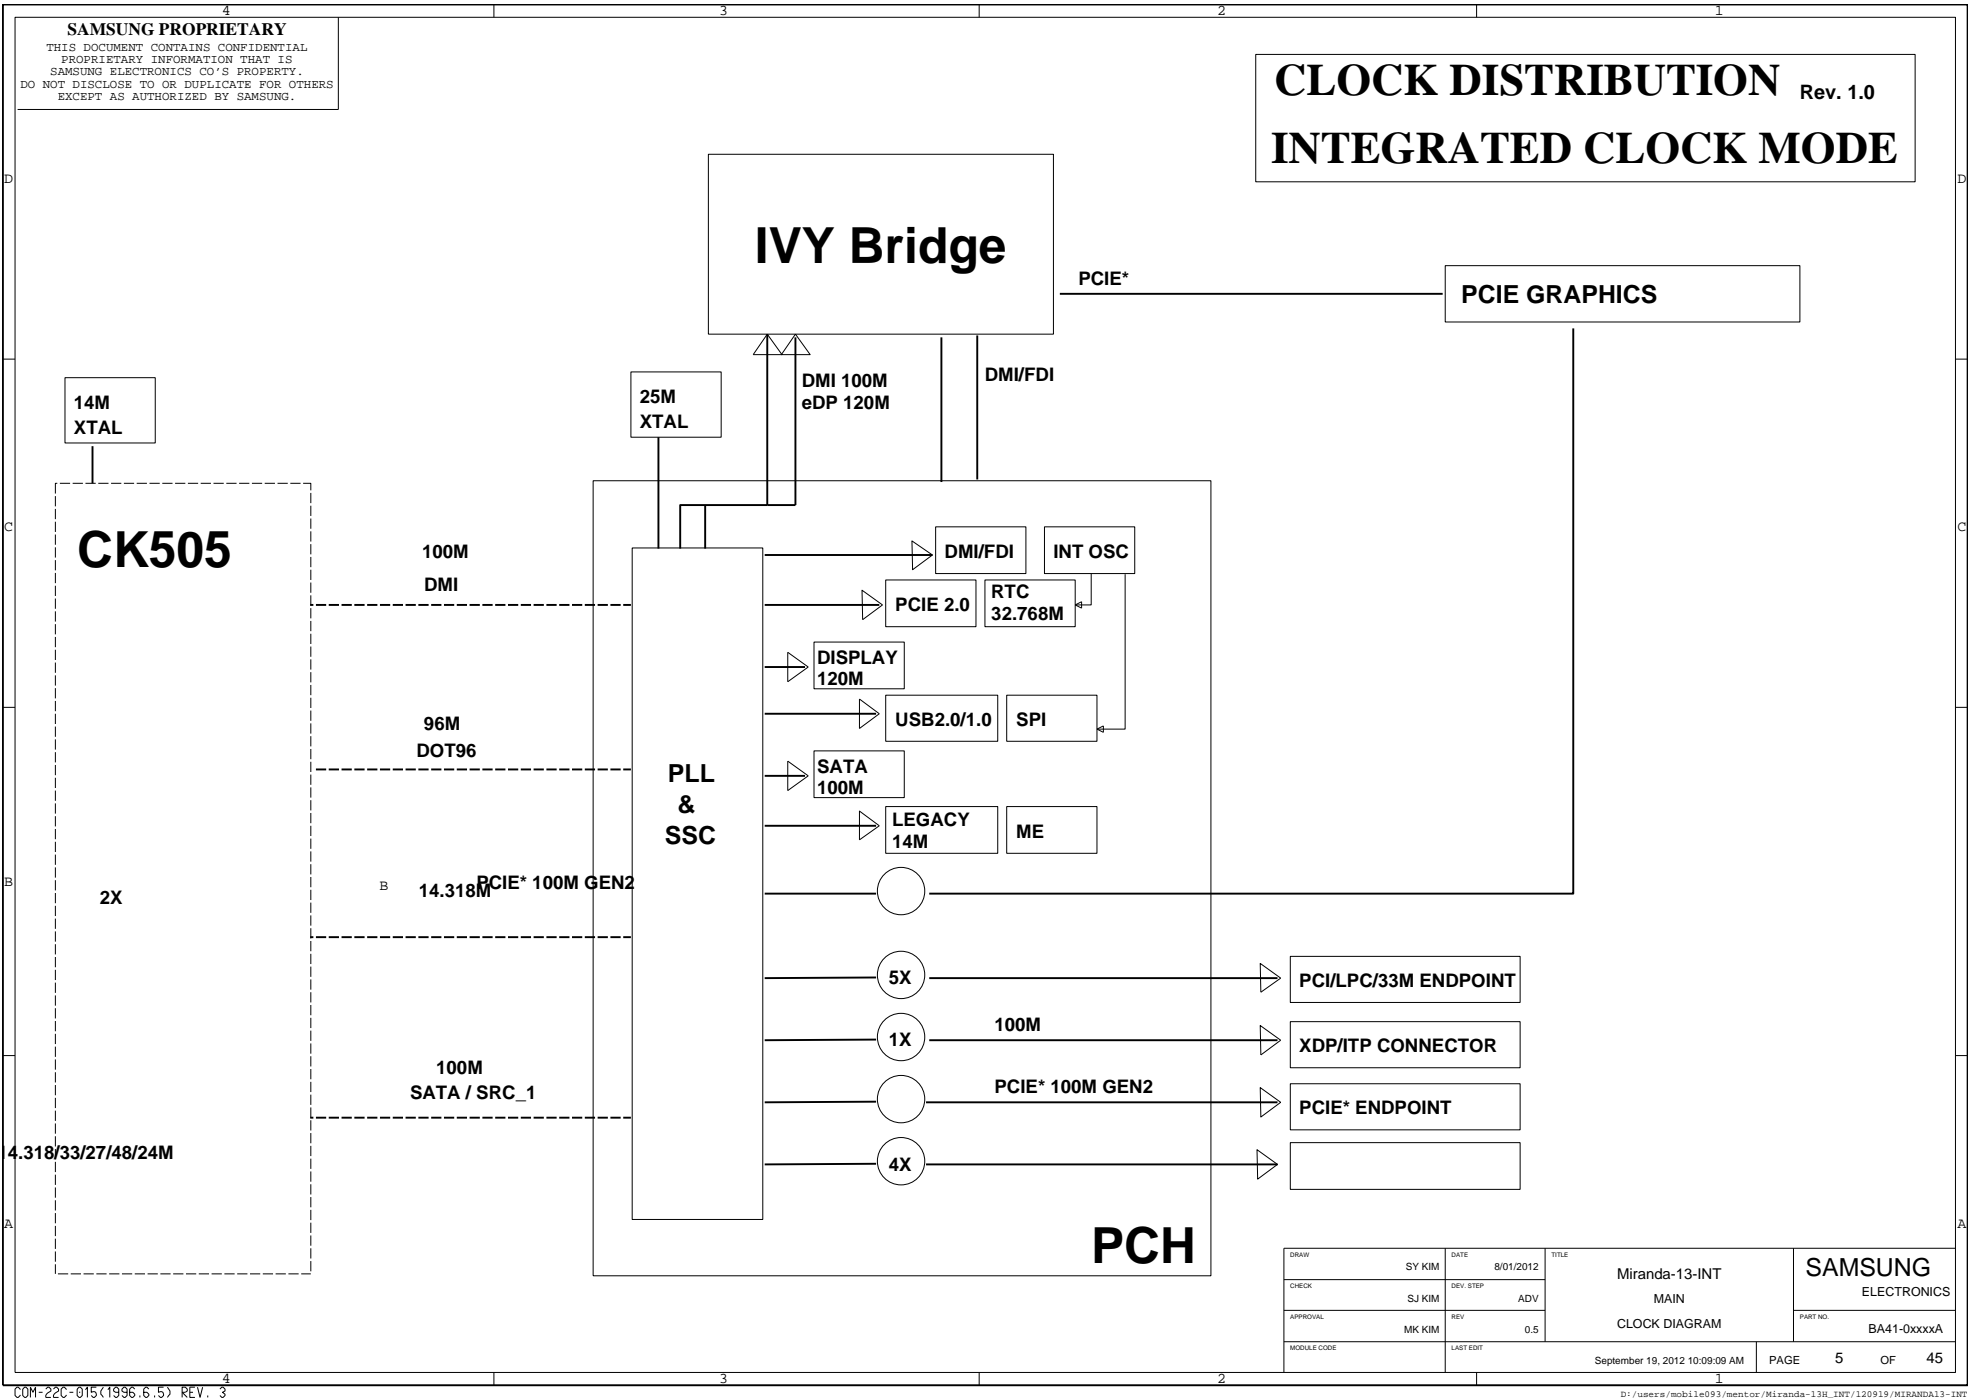 4 3 2 1
SAMSUNG PROPRIETARY
THIS DOCUMENT CONTAINS CONFIDENTIAL
PROPRIETARY INFORMATION THAT IS
SAMSUNG ELECTRONICS CO'S PROPERTY.
DO NOT DISCLOSE TO OR DUPLICATE FOR OTHERS
EXCEPT AS AUTHORIZED BY SAMSUNG.
CLOCK DISTRIBUTION Rev. 1.0
INTEGRATED CLOCK MODE
D D
IVY Bridge
PCIE*
PCIE GRAPHICS
DMI 100M
eDP 120M
DMI/FDI
14M
XTAL
25M
XTAL
C C
CK505
100M
DMI
DMI/FDI
INT OSC
PCIE 2.0
RTC
32.768M
DISPLAY
120M
96M
DOT96
USB2.0/1.0
SPI
PLL
&
SSC
SATA
100M
LEGACY
14M
ME
B B
2X
B
14.318M
PCIE* 100M GEN2
5X
PCI/LPC/33M ENDPOINT
1X
100M
XDP/ITP CONNECTOR
100M
SATA / SRC_1
PCIE* 100M GEN2
PCIE* ENDPOINT
4.318/33/27/48/24M
4X
A A
PCH
DRAW
SY KIM
DATE
8/01/2012
TITLE
Miranda-13-INT
MAIN
CLOCK DIAGRAM
SAMSUNG
ELECTRONICS
CHECK
SJ KIM
DEV. STEP
ADV
APPROVAL
MK KIM
REV
0.5
PART NO.
BA41-0xxxxA
MODULE CODE
LAST EDIT
September 19, 2012 10:09:09 AM
PAGE 5 OF 45
4 3 2 1
COM-22C-015(1996.6.5) REV. 3
D:/users/mobile093/mentor/Miranda-13H_INT/120919/MIRANDA13-INT